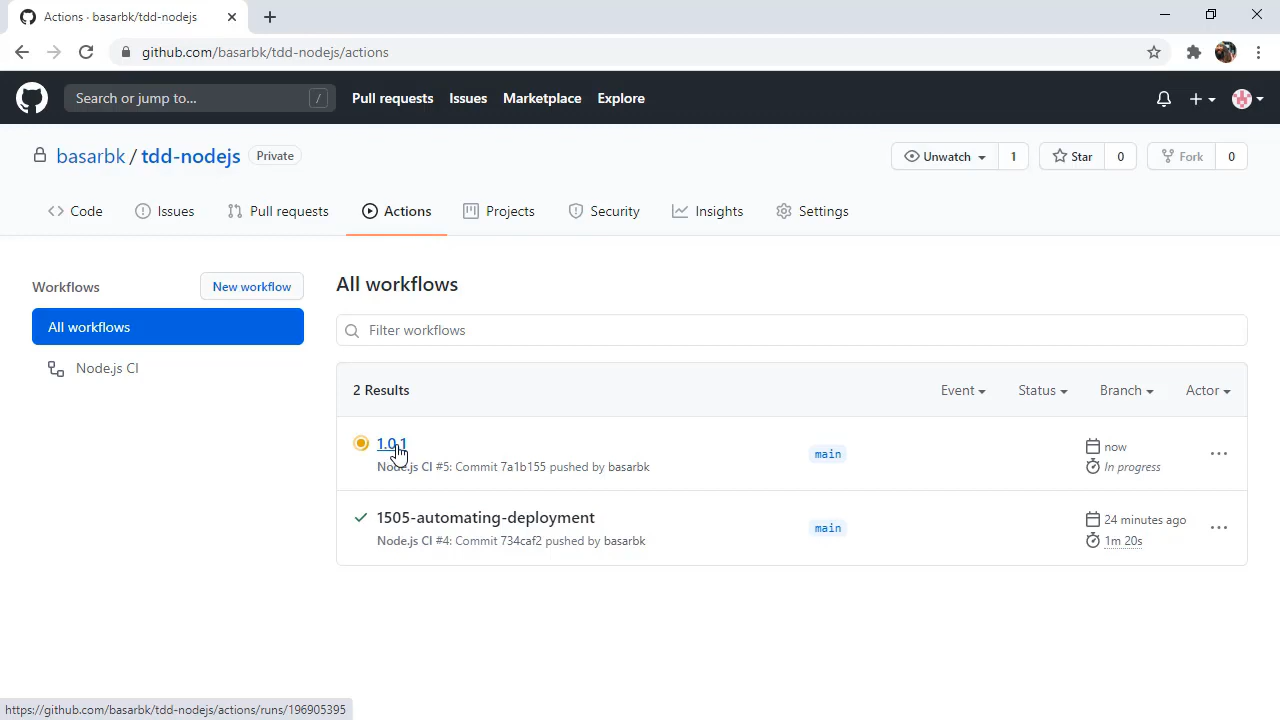 Actions · basarbk/tdd-nodejs
github.com/basarbk/tdd-nodejs/actions
Search or jump to...
/
Pull requests
Issues
Marketplace
Explore
basarbk / tdd-nodejs
Private
Unwatch
1
Star
0
Fork
0
Code
Issues
Pull requests
Actions
Projects
Security
Insights
Settings
Workflows
New workflow
All workflows
Node.js CI
All workflows
Filter workflows
2 Results
Event
Status
Branch
Actor
1.0.1
Node.js CI #5: Commit 7a1b155 pushed by basarbk
main
now
In progress
1505-automating-deployment
Node.js CI #4: Commit 734caf2 pushed by basarbk
main
24 minutes ago
1m 20s
https://github.com/basarbk/tdd-nodejs/actions/runs/196905395